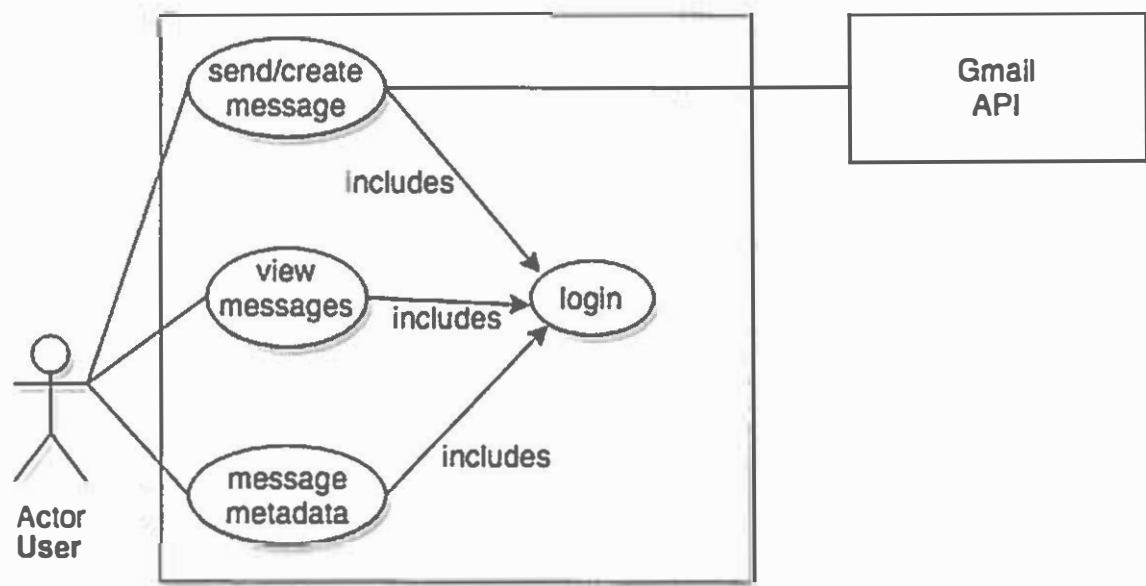 send/create
message
Gmail
API
includes
view
messages
includes
login
includes
message
metadata
Actor
User